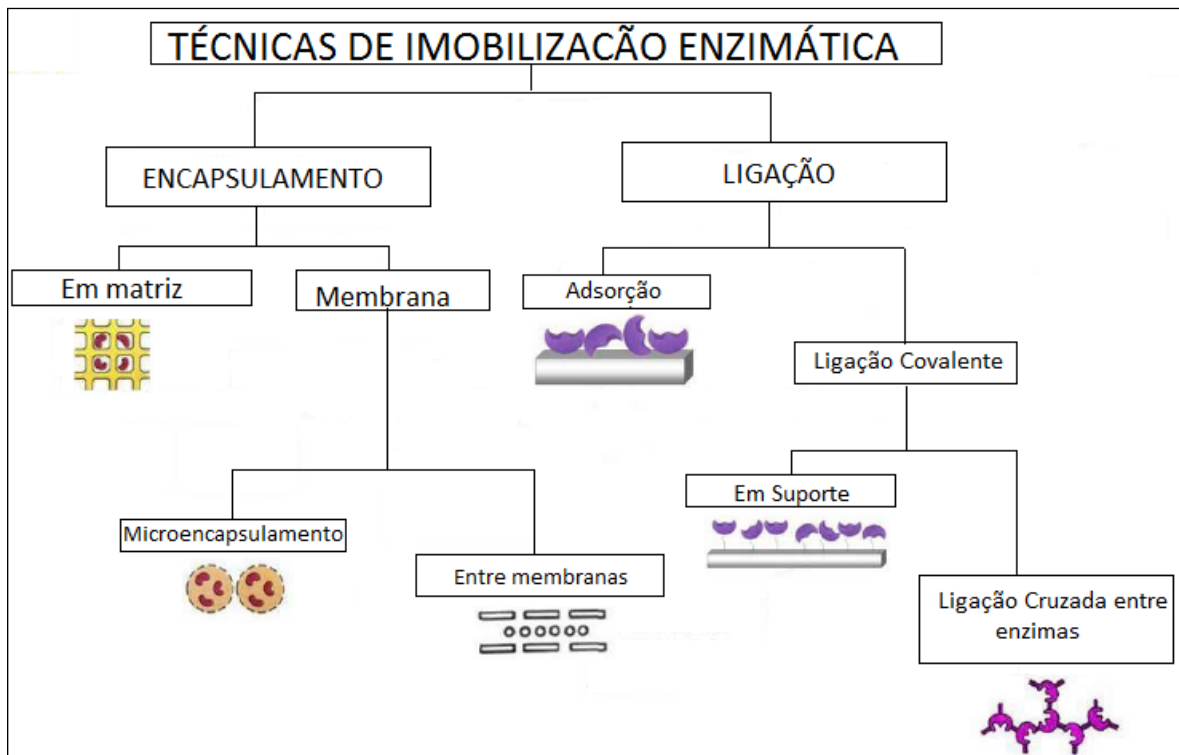 TÉCNICAS DE IMOBILIZACÃO ENZIMÁTICA
ENCAPSULAMENTO
LIGAÇÃO
Em matriz
Membrana
Adsorção
Ligação Covalente
Em Suporte
Microencapsulamento
Entre membranas
Ligação Cruzada entre
enzimas